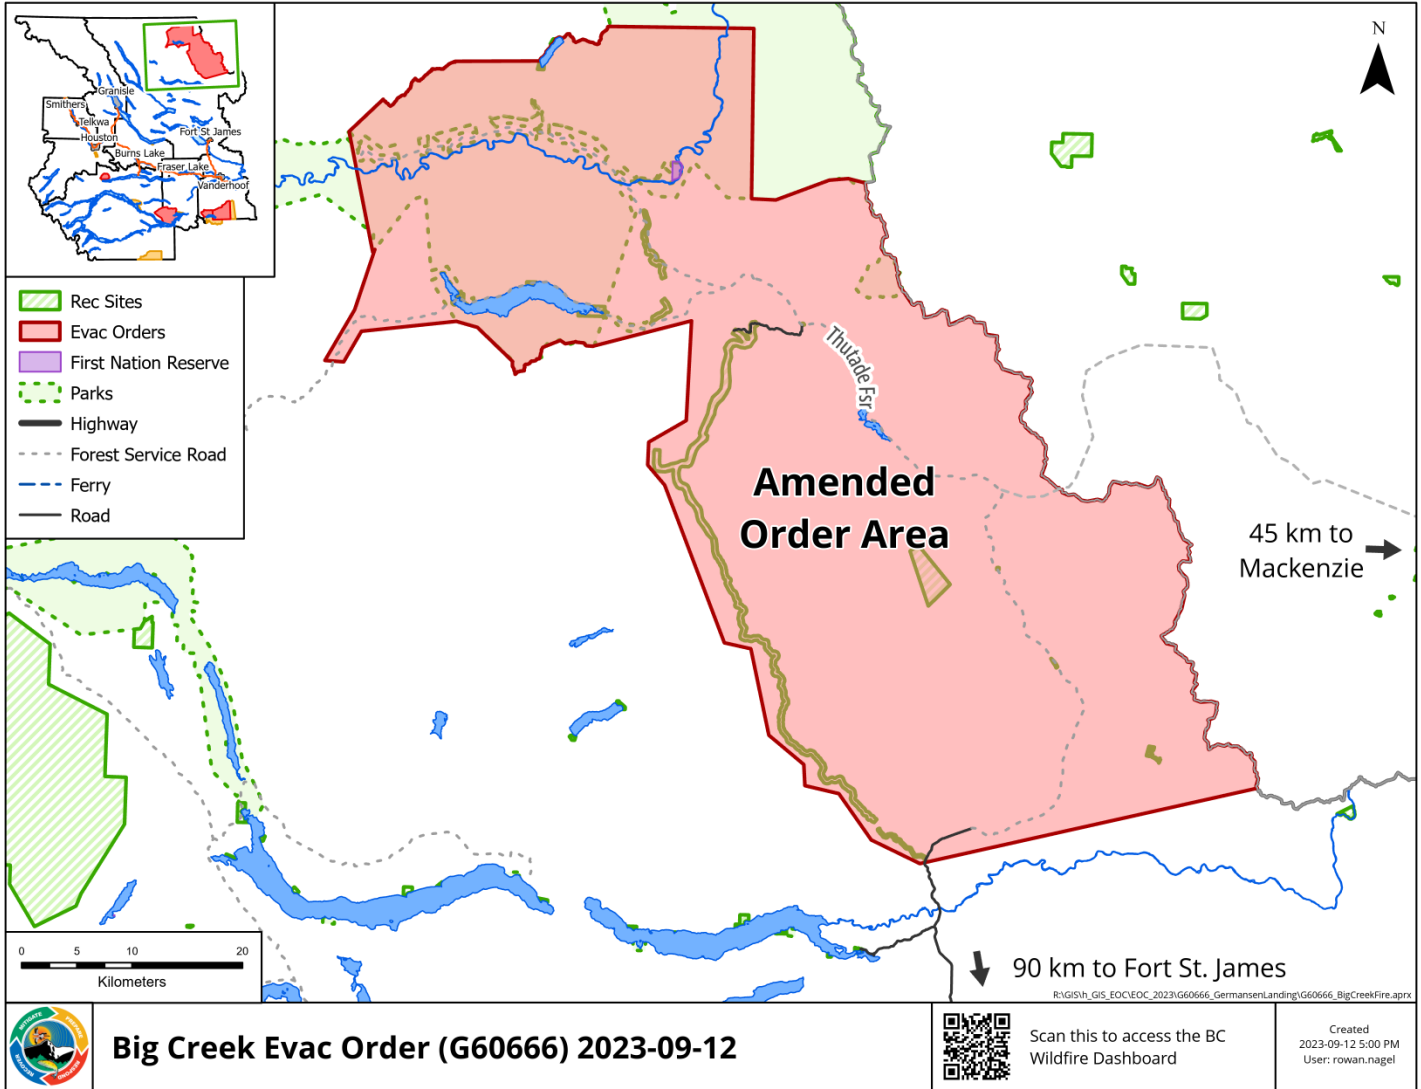 N
Granisle
Smithers
Telkwa
Houston
Fort St James
Burns Lake
Fraser Lake
Vanderhoof
Rec Sites
Evac Orders
First Nation Reserve
Parks
Highway
Forest Service Road
Ferry
Road
Thutade Fsr
Amended
Order Area
45 km to
Mackenzie
0 5 10 20
Kilometers
90 km to Fort St. James
R:\GIS\h_GIS_EOC\EOC_2023\G60666_GermansenLanding\G60666_BigCreekFire.aprx
MITIGATE
PREPARE
RESPOND
RECOVER
Big Creek Evac Order (G60666) 2023-09-12
Scan this to access the BC
Wildfire Dashboard
Created
2023-09-12 5:00 PM
User: rowan.nagel